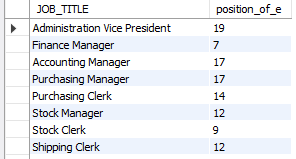 JOB_TITLE position_of_e
Administration Vice President 19
Finance Manager 7
Accounting Manager 17
Purchasing Manager 17
Purchasing Clerk 14
Stock Manager 12
Stock Clerk 9
Shipping Clerk 12